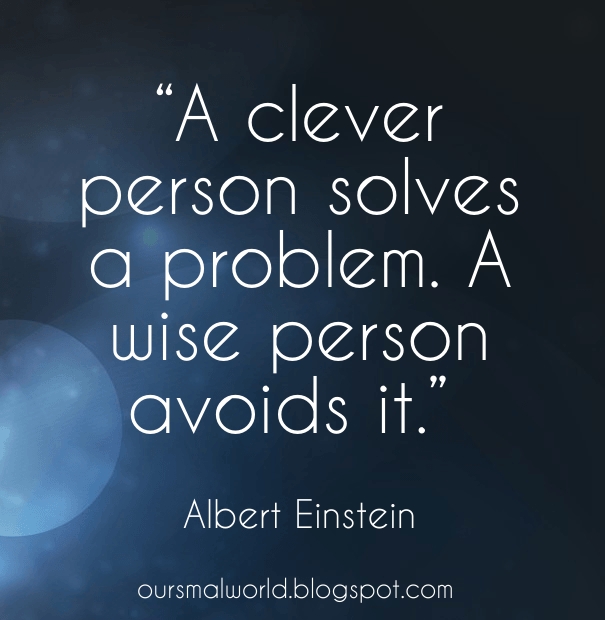 “A clever
person solves
a problem. A
wise person
avoids it.”
Albert Einstein
oursmalworld.blogspot.com